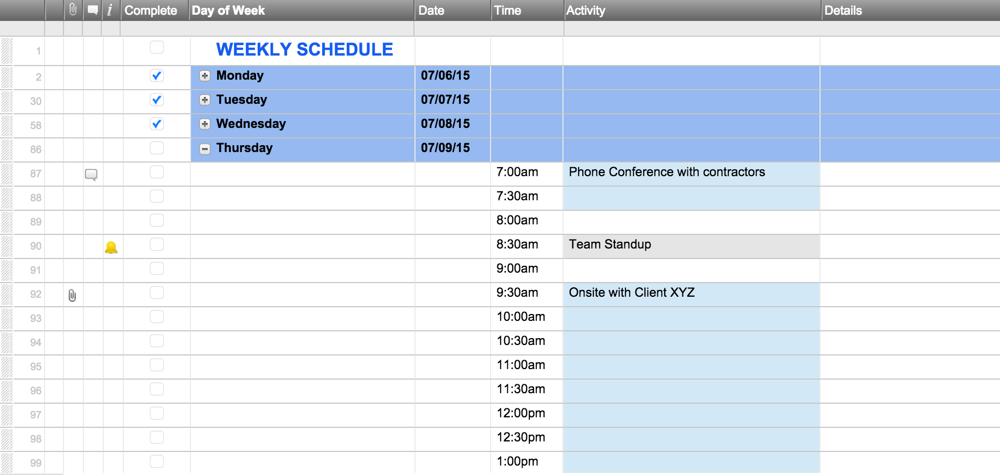 i Complete Day of Week Date Time Activity Details
1 WEEKLY SCHEDULE
2 Monday 07/06/15
30 Tuesday 07/07/15
58 Wednesday 07/08/15
86 Thursday 07/09/15
87 7:00am Phone Conference with contractors
88 7:30am
89 8:00am
90 8:30am Team Standup
91 9:00am
92 9:30am Onsite with Client XYZ
93 10:00am
94 10:30am
95 11:00am
96 11:30am
97 12:00pm
98 12:30pm
99 1:00pm